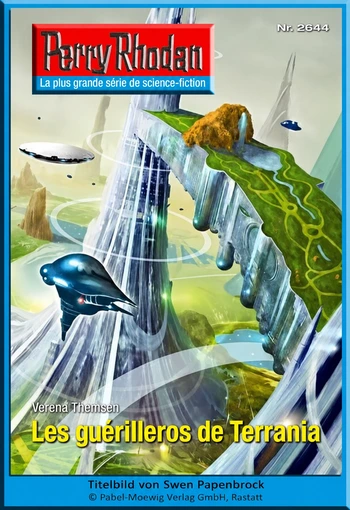 Nr. 2644
Perry Rhodan
La plus grande série de science-fiction
Verena Themsen
Les guérilleros de Terrania
Titelbild von Swen Papenbrock
© Pabel-Moewig Verlag GmbH, Rastatt